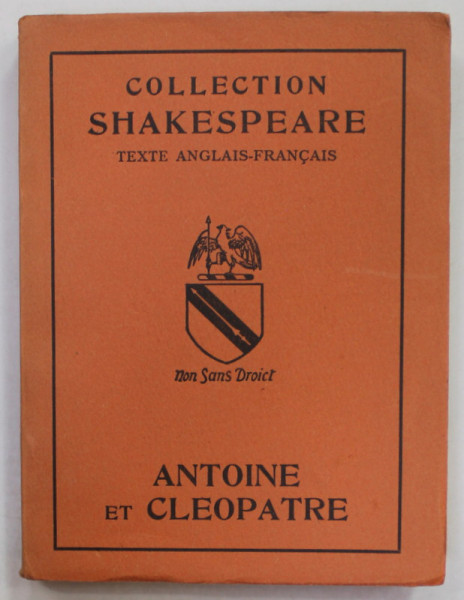 COLLECTION
SHAKESPEARE
TEXTE ANGLAIS-FRANÇAIS
Non Sans Droict
ANTOINE
ET CLEOPATRE